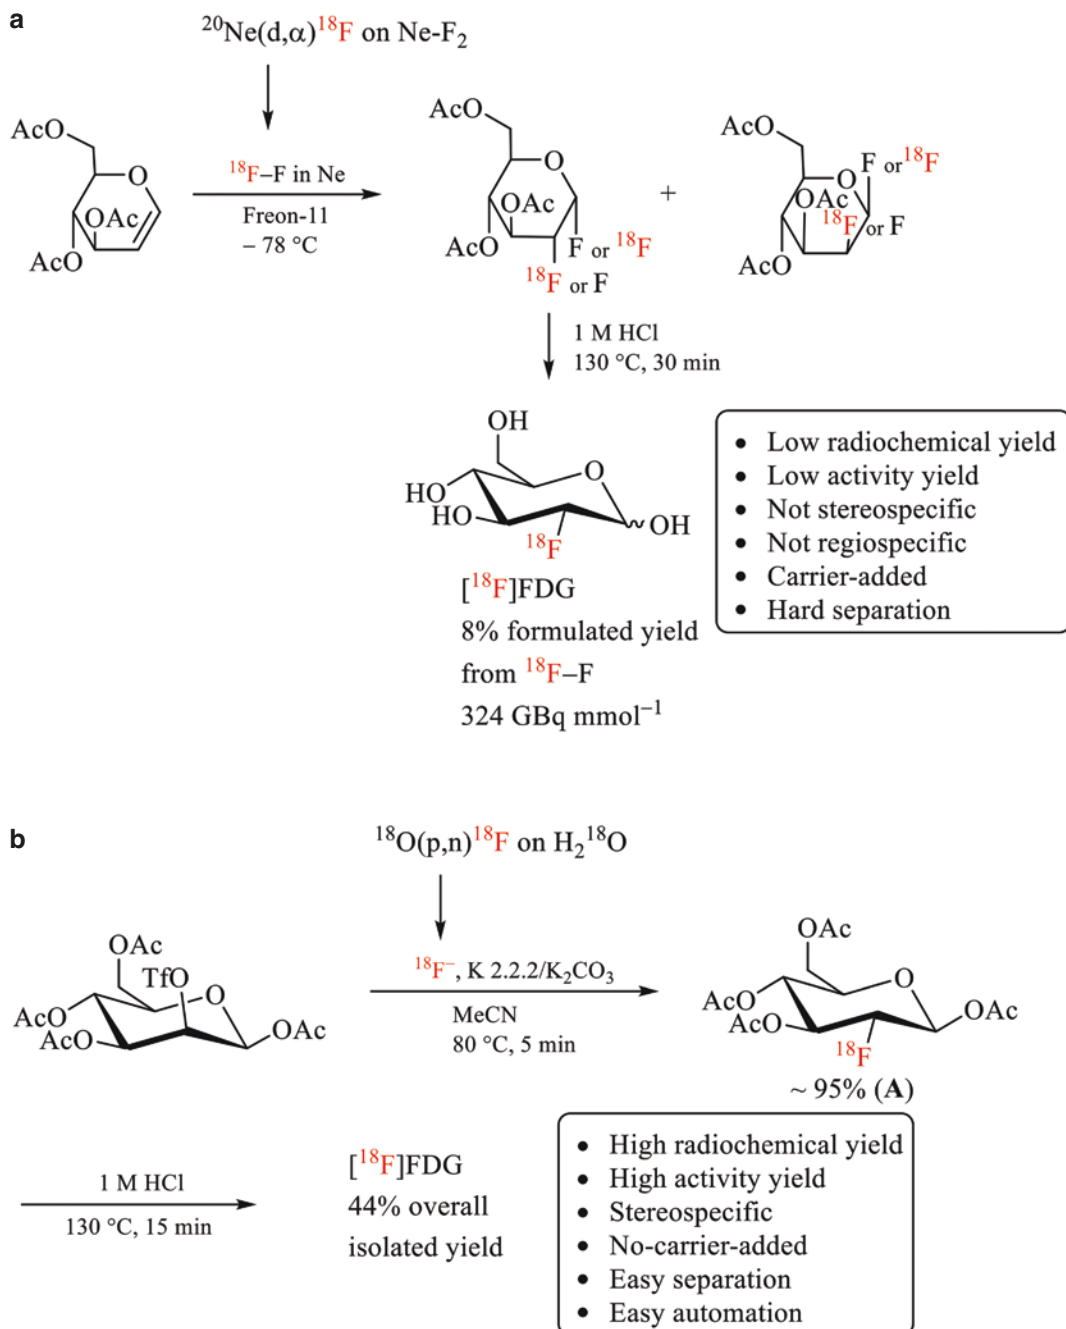 a
²⁰Ne(d,α)¹⁸F on Ne-F₂
AcO
O
OAc
AcO
¹⁸F–F in Ne
Freon-11
– 78 °C
AcO
O
OAc
AcO
F or ¹⁸F
¹⁸F or F
+
AcO
F or ¹⁸F
O
OAc
¹⁸F or F
AcO
1 M HCl
130 °C, 30 min
OH
O
HO
HO
OH
¹⁸F
[¹⁸F]FDG
8% formulated yield
from ¹⁸F–F
324 GBq mmol⁻¹
• Low radiochemical yield
• Low activity yield
• Not stereospecific
• Not regiospecific
• Carrier-added
• Hard separation
b
¹⁸O(p,n)¹⁸F on H₂¹⁸O
OAc
TfO
O
AcO
AcO
OAc
¹⁸F⁻, K 2.2.2/K₂CO₃
MeCN
80 °C, 5 min
OAc
O
AcO
AcO
OAc
¹⁸F
~ 95% (A)
1 M HCl
130 °C, 15 min
[¹⁸F]FDG
44% overall
isolated yield
• High radiochemical yield
• High activity yield
• Stereospecific
• No-carrier-added
• Easy separation
• Easy automation